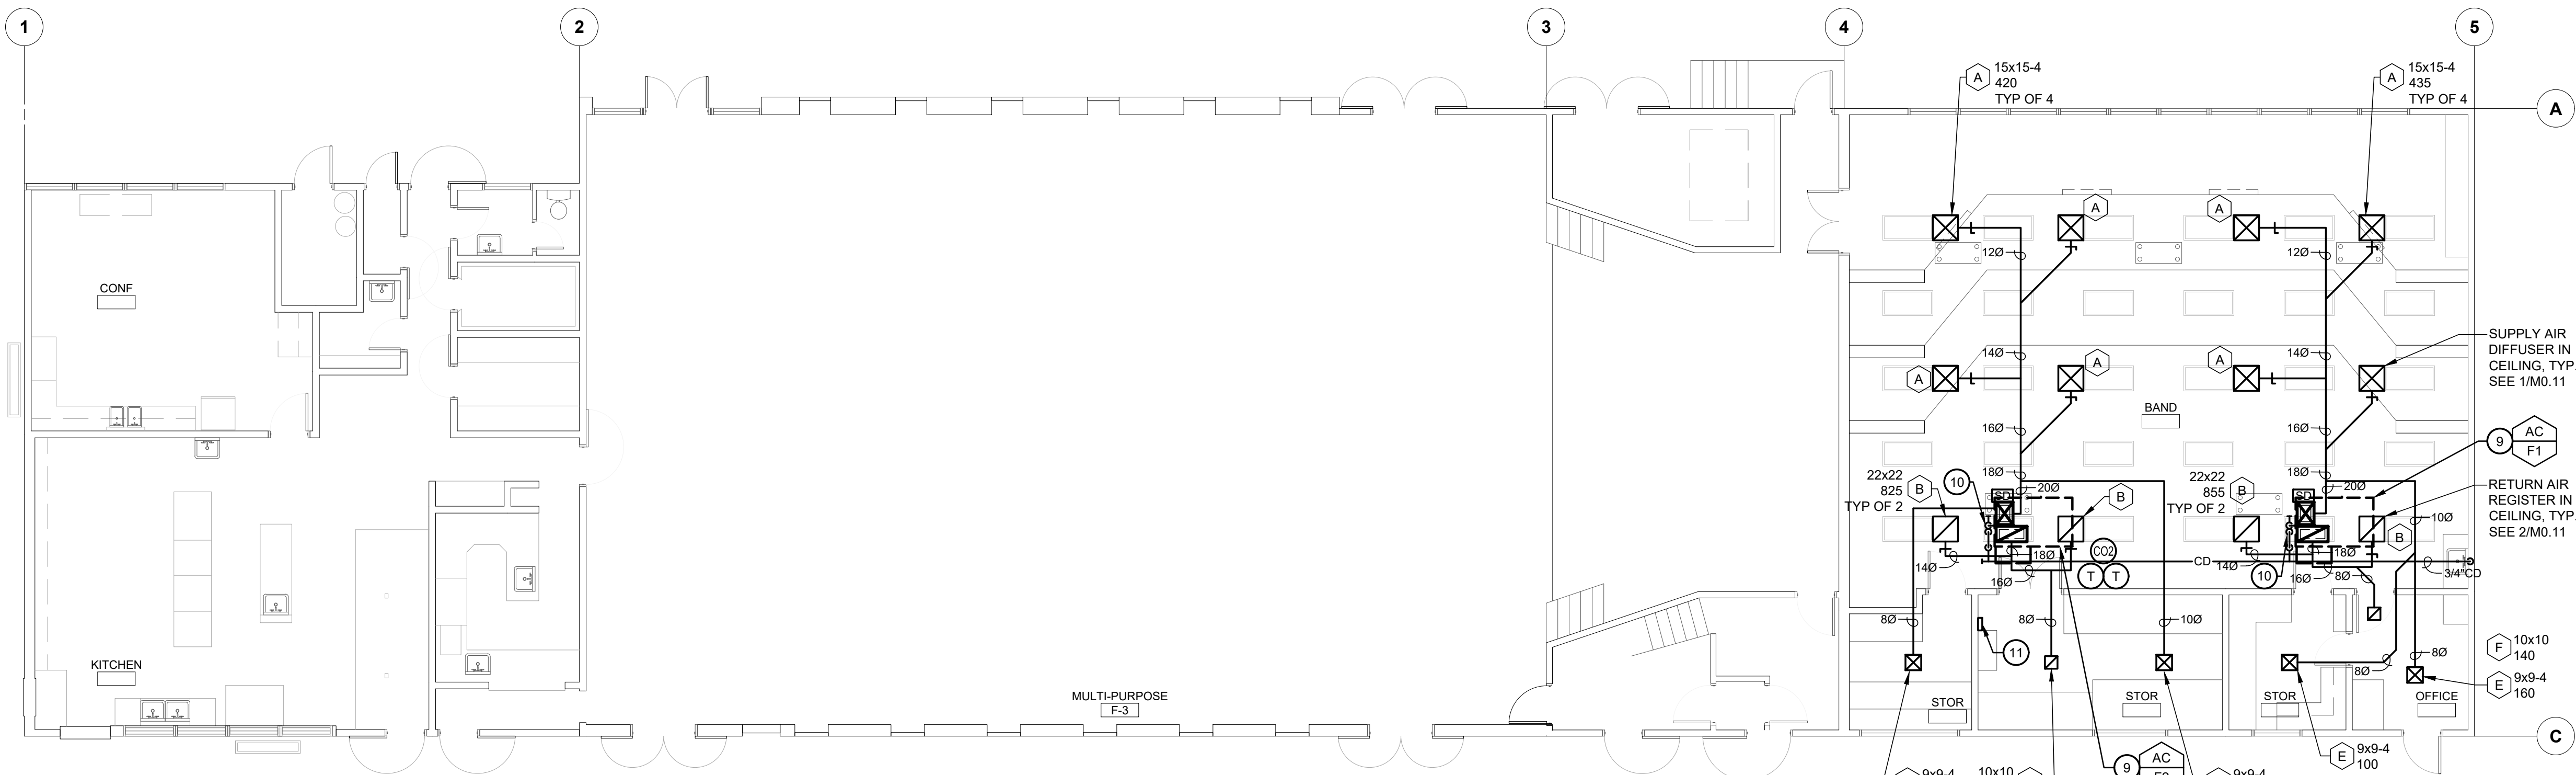 1
2
3
4
5
A
15x15-4
420
TYP OF 4
A
15x15-4
435
TYP OF 4
A
A
A
12Ø
12Ø
CONF
SUPPLY AIR
DIFFUSER IN
CEILING, TYP.
SEE 1/M0.11
14Ø
14Ø
A
A
A
BAND
16Ø
16Ø
9
AC
F1
18Ø
18Ø
22x22
825
TYP OF 2
B
10
SD
20Ø
B
22x22
855
TYP OF 2
B
SD
20Ø
RETURN AIR
REGISTER IN
CEILING, TYP.
SEE 2/M0.11
10Ø
B
18Ø
18Ø
CO2
T
T
CD
14Ø
16Ø
14Ø
10
16Ø
8Ø
3/4"CD
8Ø
8Ø
10Ø
11
F
10x10
140
8Ø
8Ø
E
9x9-4
160
KITCHEN
MULTI-PURPOSE
F-3
STOR
STOR
STOR
OFFICE
C
E
9x9-4
100
9x9-4
10x10
9
AC
9x9-4